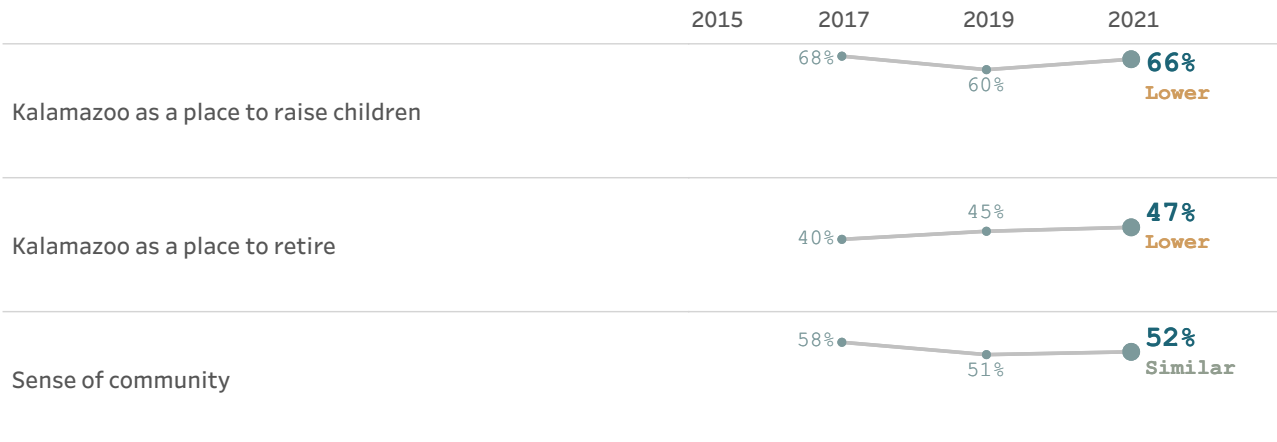 2015 2017 2019 2021
68% 66%
60% Lower
Kalamazoo as a place to raise children
45% 47%
40% Lower
Kalamazoo as a place to retire
58% 52%
51% Similar
Sense of community